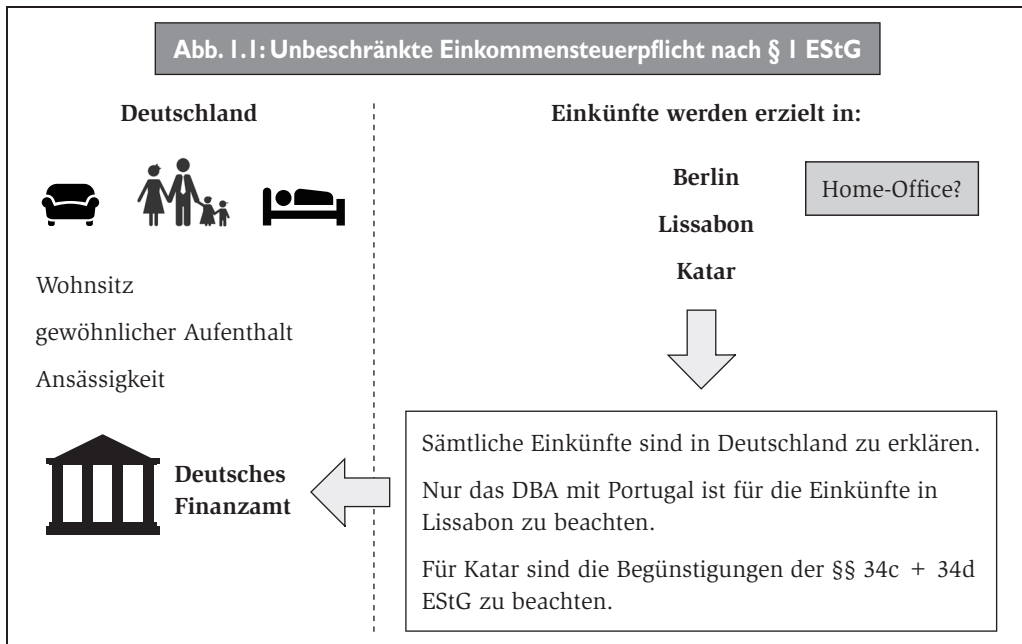 Abb. 1.1: Unbeschränkte Einkommensteuerpflicht nach § 1 EStG
Deutschland
Wohnsitz
gewöhnlicher Aufenthalt
Ansässigkeit
Deutsches
Finanzamt
Einkünfte werden erzielt in:
Berlin
Home-Office?
Lissabon
Katar
Sämtliche Einkünfte sind in Deutschland zu erklären.
Nur das DBA mit Portugal ist für die Einkünfte in
Lissabon zu beachten.
Für Katar sind die Begünstigungen der §§ 34c + 34d
EStG zu beachten.